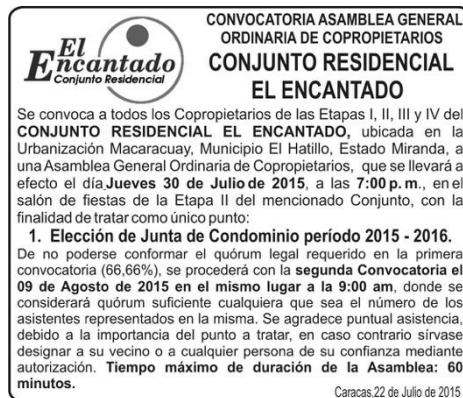 El
Encantado
Conjunto Residencial
CONVOCATORIA ASAMBLEA GENERAL
ORDINARIA DE COPROPIETARIOS
CONJUNTO RESIDENCIAL
EL ENCANTADO
Se convoca a todos los Copropietarios de las Etapas I, II, III y IV del
CONJUNTO RESIDENCIAL EL ENCANTADO, ubicada en la
Urbanización Macaracuay, Municipio El Hatillo, Estado Miranda, a
una Asamblea General Ordinaria de Copropietarios, que se llevará a
efecto el día Jueves 30 de Julio de 2015, a las 7:00 p. m., en el
salón de fiestas de la Etapa II del mencionado Conjunto, con la
finalidad de tratar como único punto:
1. Elección de Junta de Condominio período 2015 - 2016.
De no poderse conformar el quórum legal requerido en la primera
convocatoria (66,66%), se procederá con la segunda Convocatoria el
09 de Agosto de 2015 en el mismo lugar a la 9:00 am, donde se
considerará quórum suficiente cualquiera que sea el número de los
asistentes representados en la misma. Se agradece puntual asistencia,
debido a la importancia del punto a tratar, en caso contrario sírvase
designar a su vecino o a cualquier persona de su confianza mediante
autorización. Tiempo máximo de duración de la Asamblea: 60
minutos.
Caracas,22 de Julio de 2015